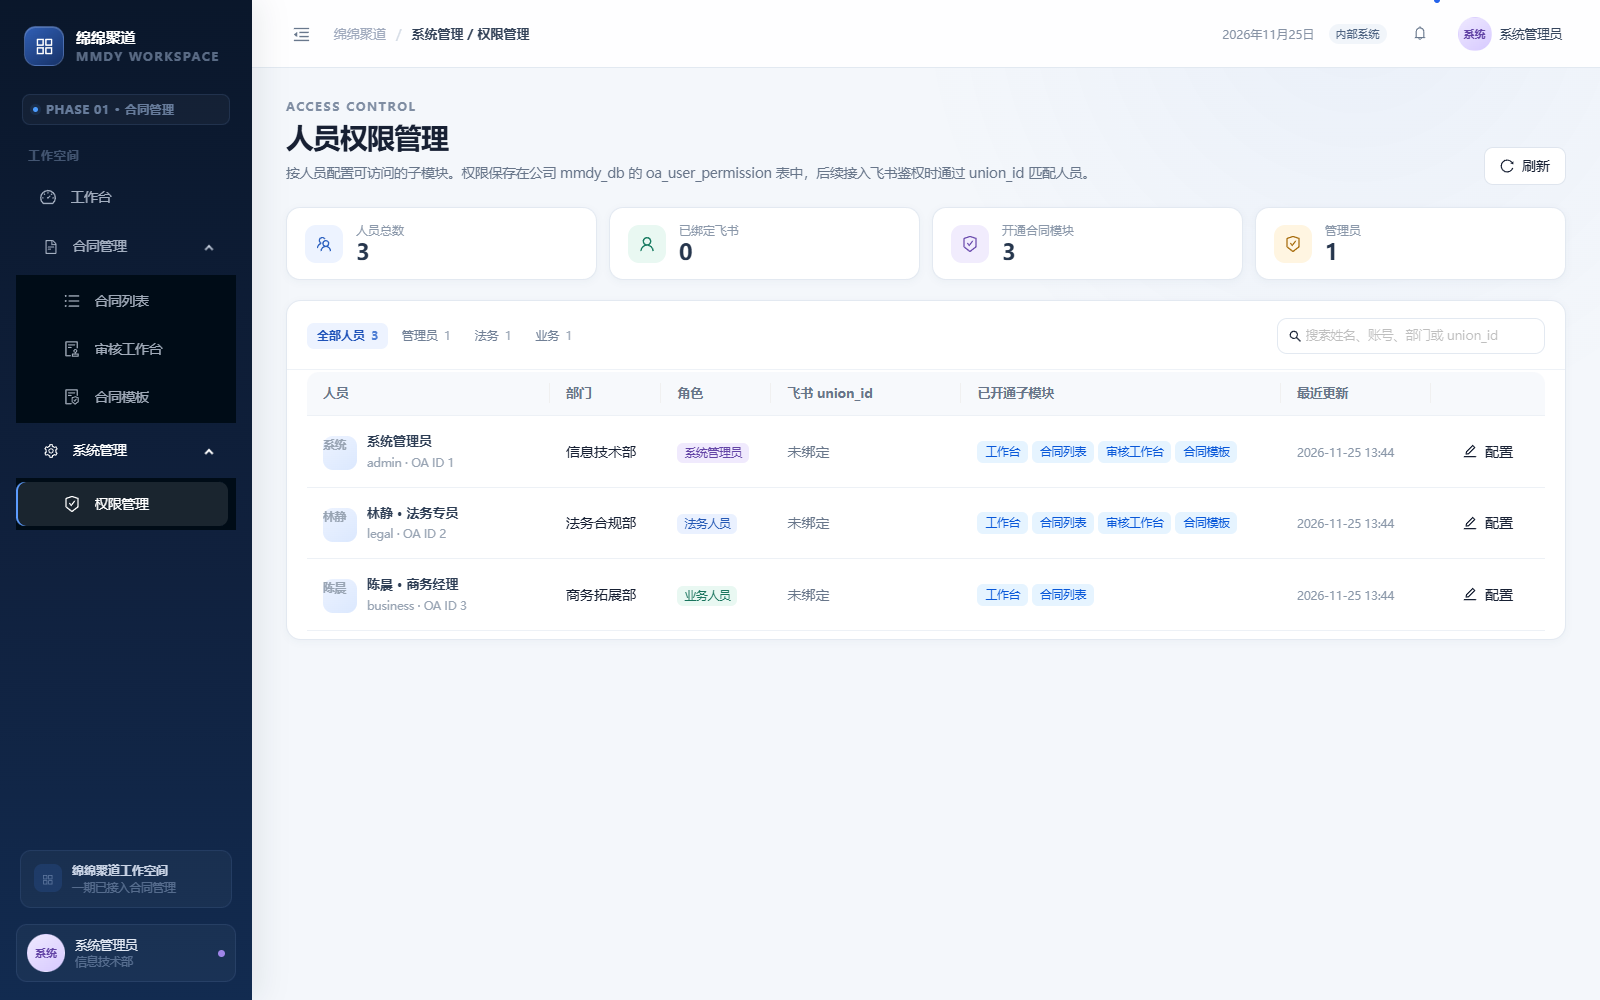 绵绵聚道
MMDY WORKSPACE
PHASE 01 • 合同管理
工作空间
工作台
合同管理
合同列表
审核工作台
合同模板
系统管理
权限管理
绵绵聚道工作空间
一期已接入合同管理
系统
系统管理员
信息技术部
绵绵聚道 / 系统管理 / 权限管理
2026年11月25日 内部系统 系统 系统管理员
ACCESS CONTROL
人员权限管理
按人员配置可访问的子模块。权限保存在公司 mmdy_db 的 oa_user_permission 表中，后续接入飞书鉴权时通过 union_id 匹配人员。
刷新
人员总数
3
已绑定飞书
0
开通合同模块
3
管理员
1
全部人员 3 管理员 1 法务 1 业务 1
搜索姓名、账号、部门或 union_id
人员 部门 角色 飞书 union_id 已开通子模块 最近更新
系统 系统管理员
admin · OA ID 1
信息技术部 系统管理员 未绑定 工作台 合同列表 审核工作台 合同模板 2026-11-25 13:44 配置
林静 林静 • 法务专员
legal · OA ID 2
法务合规部 法务人员 未绑定 工作台 合同列表 审核工作台 合同模板 2026-11-25 13:44 配置
陈晨 陈晨 • 商务经理
business · OA ID 3
商务拓展部 业务人员 未绑定 工作台 合同列表 2026-11-25 13:44 配置